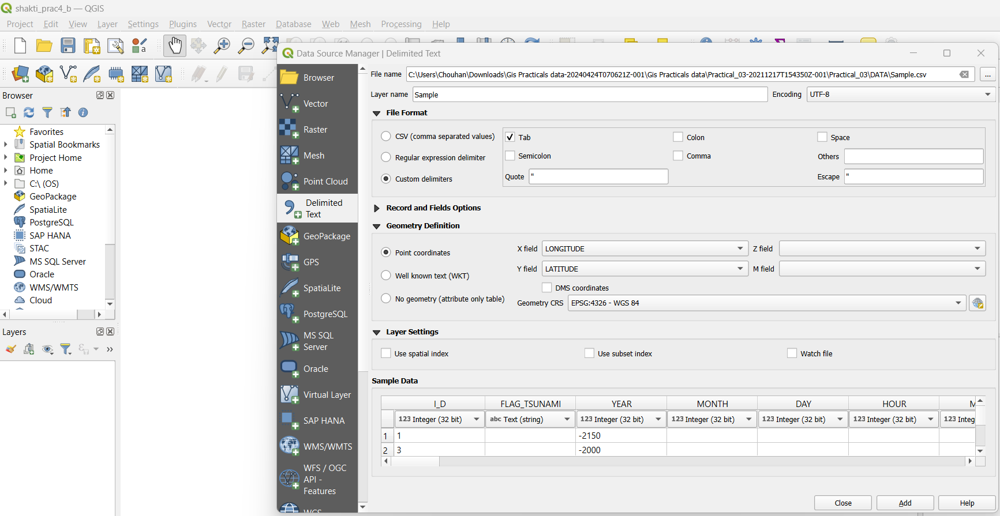 shakti_prac4_b — QGIS
Project Edit View Layer Settings Plugins Vector Raster Database Web Mesh Processing Help
Data Source Manager | Delimited Text
Browser
Favorites
Spatial Bookmarks
Project Home
Home
C:\ (OS)
GeoPackage
SpatiaLite
PostgreSQL
SAP HANA
STAC
MS SQL Server
Oracle
WMS/WMTS
Cloud
Layers
Browser
Vector
Raster
Mesh
Point Cloud
Delimited
Text
GeoPackage
GPS
SpatiaLite
PostgreSQL
MS SQL
Server
Oracle
Virtual Layer
SAP HANA
WMS/WMTS
WFS / OGC
API -
Features
WCS
File name C:\Users\Chouhan\Downloads\Gis Practicals data-20240424T070621Z-001\Gis Practicals data\Practical_03-20211217T154350Z-001\Practical_03\DATA\Sample.csv ...
Layer name Sample Encoding UTF-8
File Format
CSV (comma separated values) Tab Colon Space
Regular expression delimiter Semicolon Comma Others
Custom delimiters Quote " Escape "
Record and Fields Options
Geometry Definition
Point coordinates X field LONGITUDE Z field
Well known text (WKT) Y field LATITUDE M field
DMS coordinates
No geometry (attribute only table) Geometry CRS EPSG:4326 - WGS 84
Layer Settings
Use spatial index Use subset index Watch file
Sample Data
I_D FLAG_TSUNAMI YEAR MONTH DAY HOUR
123 Integer (32 bit) abc Text (string) 123 Integer (32 bit) 123 Integer (32 bit) 123 Integer (32 bit) 123 Integer (32 bit) 123 Integ
1 1 -2150
2 3 -2000
Close Add Help